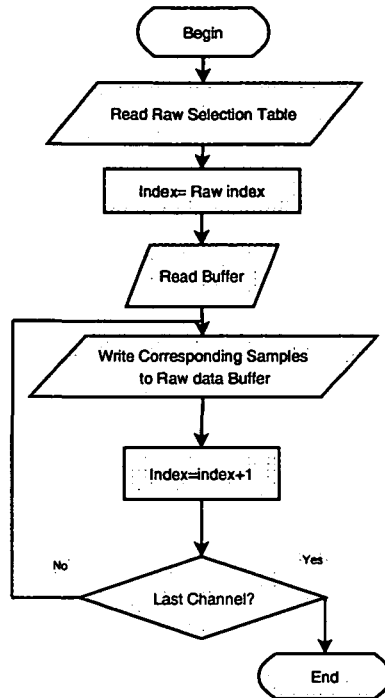 Begin
Read Raw Selection Table
Index= Raw index
Read Buffer
Write Corresponding Samples
to Raw data Buffer
Index=index+1
No
Yes
Last Channel?
End